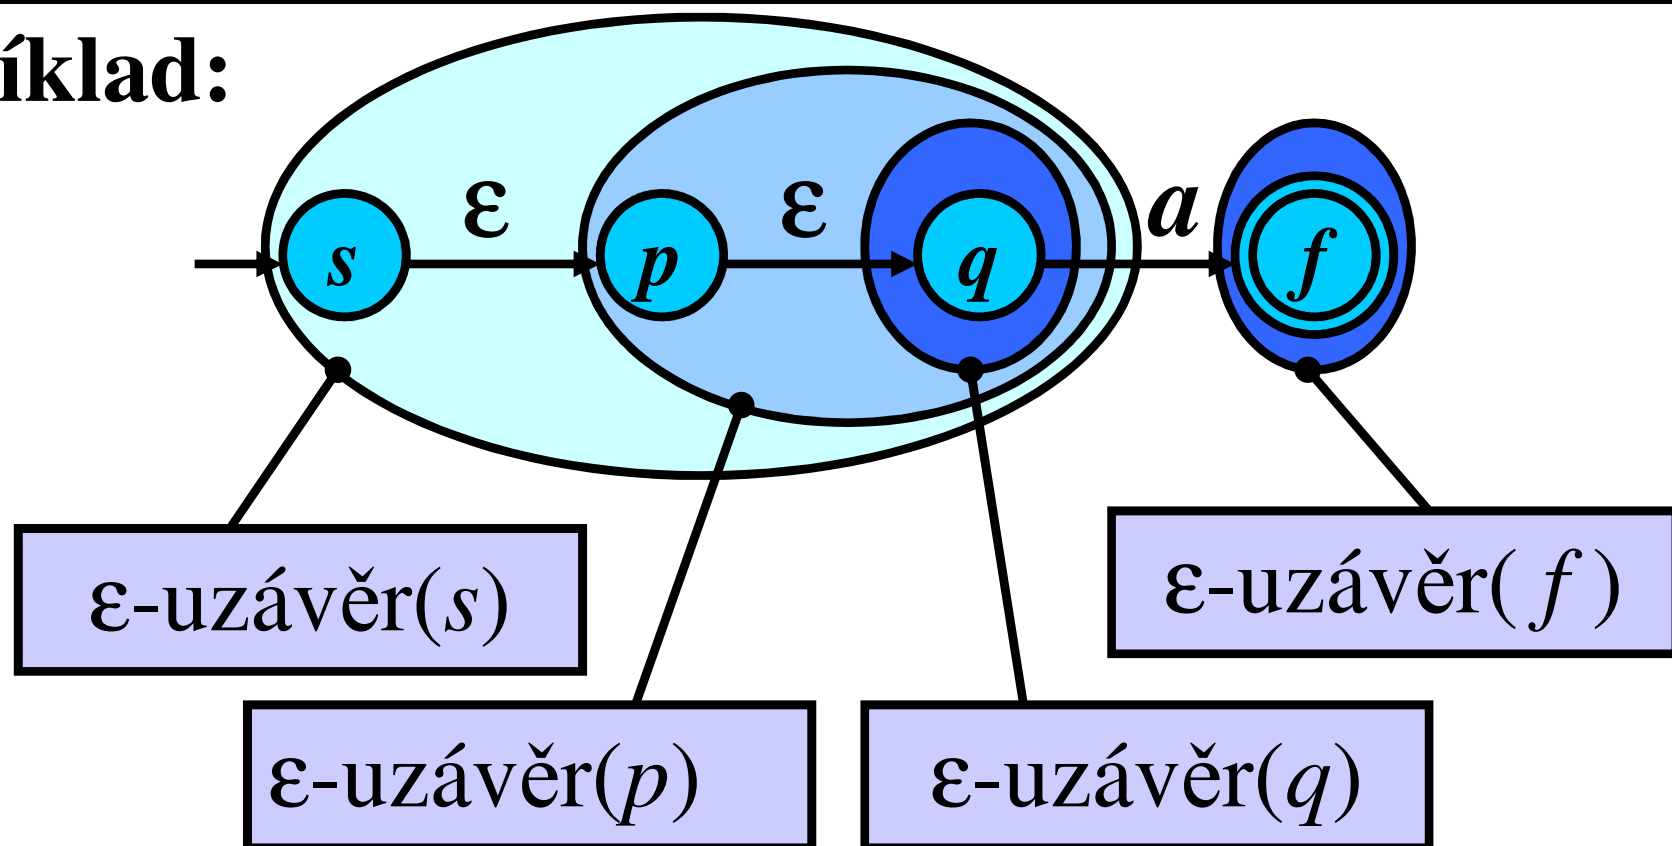 íklad:
ε ε a
s p q f
ε-uzávěr(s)
ε-uzávěr(f)
ε-uzávěr(p)
ε-uzávěr(q)